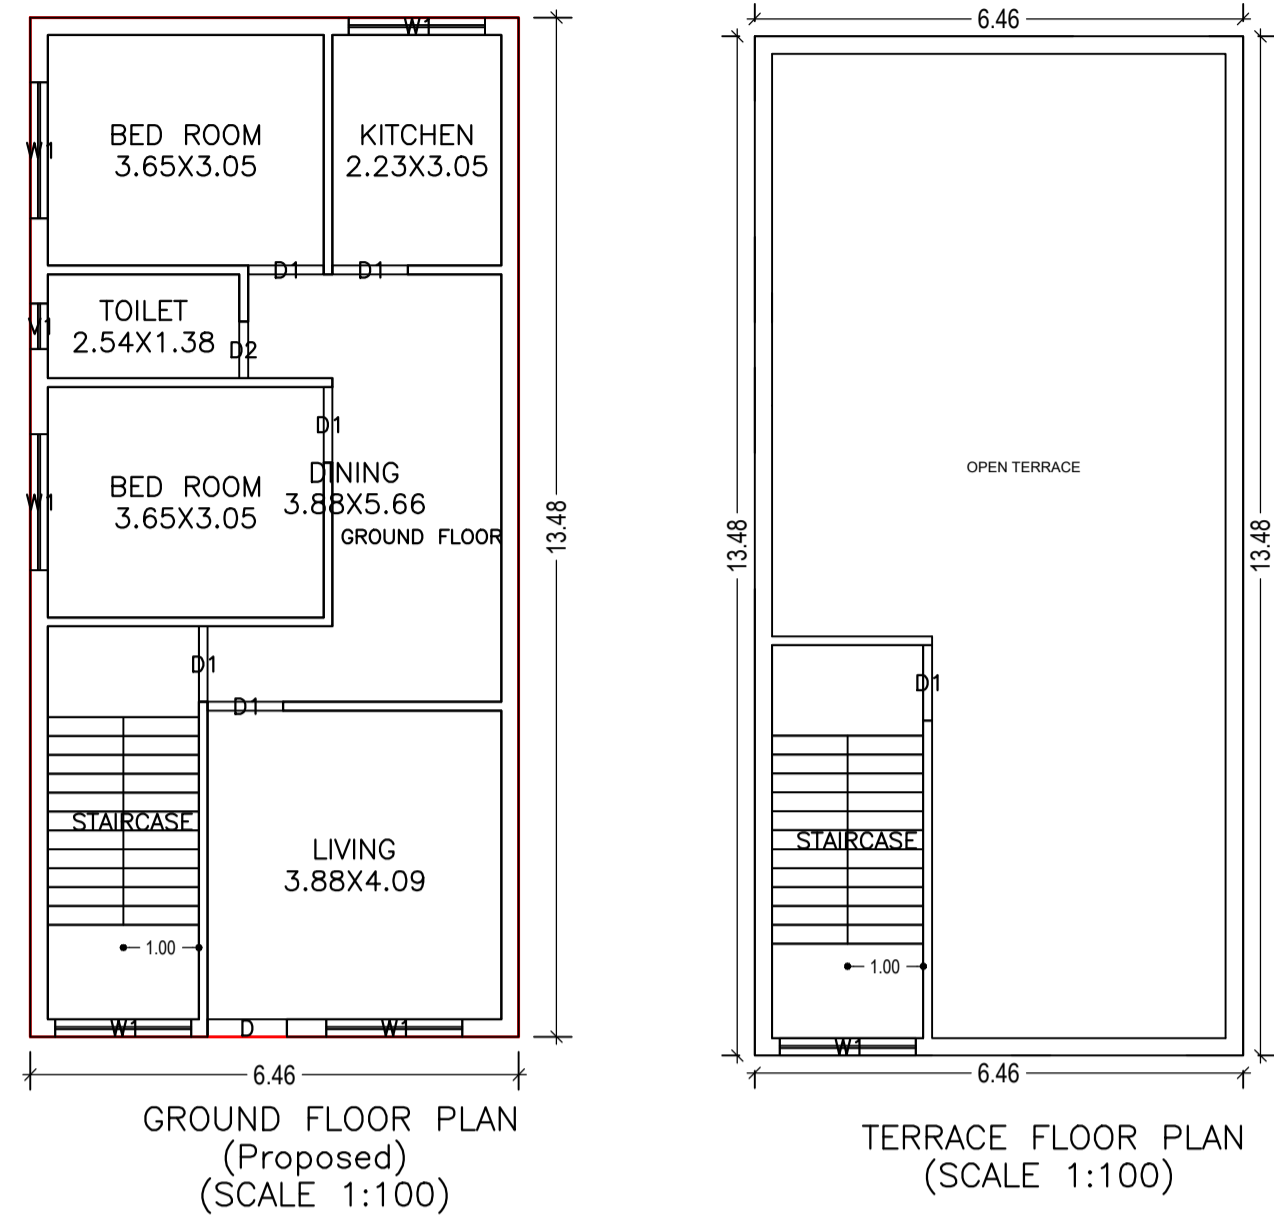 W1
BED ROOM
3.65X3.05
KITCHEN
2.23X3.05
W1
D1
D1
TOILET
2.54X1.38
V1
D2
D1
DINING
3.88X5.66
BED ROOM
3.65X3.05
W1
GROUND FLOOR
13.48
D1
D1
STAIRCASE
LIVING
3.88X4.09
1.00
W1
D
W1
6.46
GROUND FLOOR PLAN
(Proposed)
(SCALE 1:100)
6.46
OPEN TERRACE
13.48
13.48
D1
STAIRCASE
1.00
W1
6.46
TERRACE FLOOR PLAN
(SCALE 1:100)